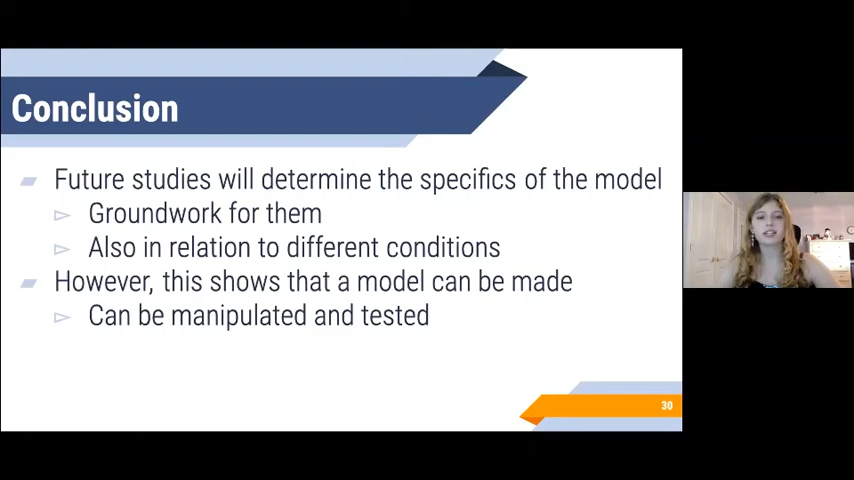 Conclusion
Future studies will determine the specifics of the model
Groundwork for them
Also in relation to different conditions
However, this shows that a model can be made
Can be manipulated and tested
30